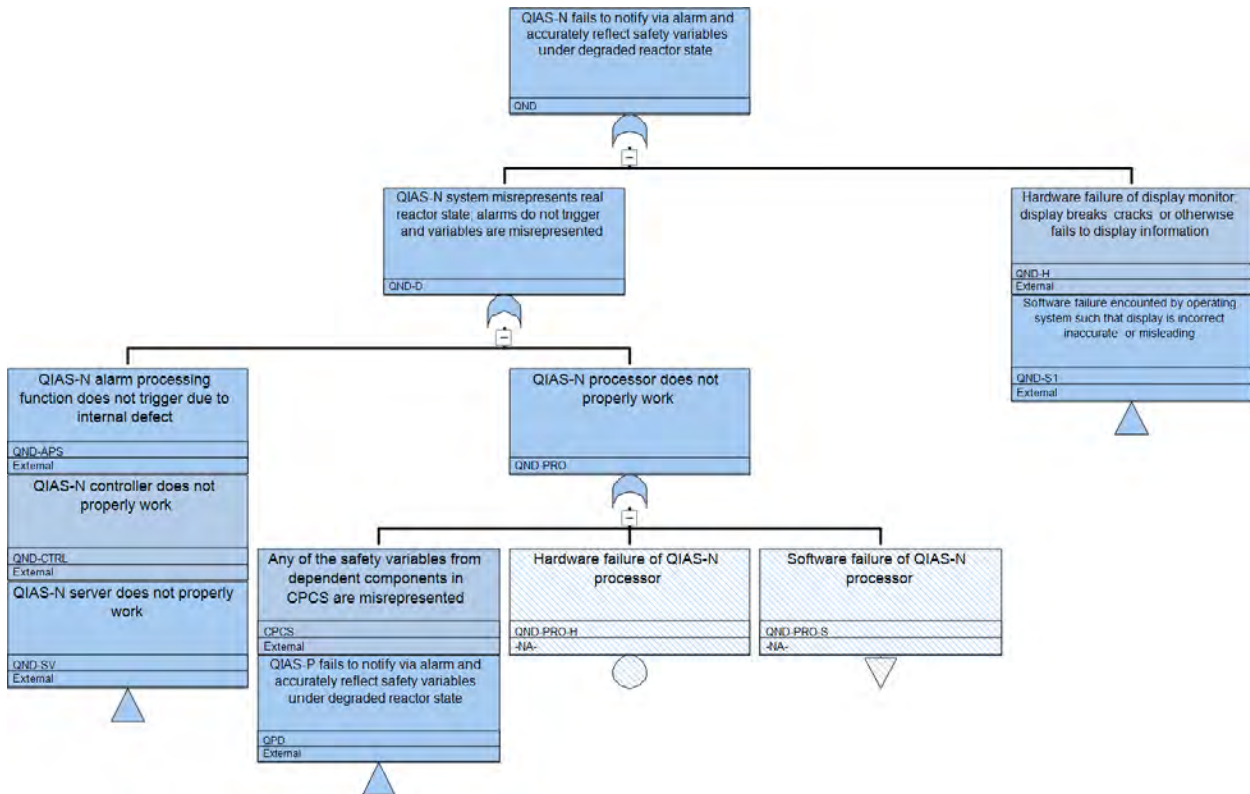 QIAS-N fails to notify via alarm and
accurately reflect safety variables
under degraded reactor state
QND
QIAS-N system misrepresents real
reactor state; alarms do not trigger
and variables are misrepresented
QND-D
Hardware failure of display monitor;
display breaks cracks or otherwise
fails to display information
QND-H
External
Software failure encountered by operating
system such that display is incorrect
inaccurate or misleading
QND-S1
External
QIAS-N alarm processing
function does not trigger due to
internal defect
QND-APS
External
QIAS-N controller does not
properly work
QND-CTRL
External
QIAS-N server does not properly
work
QND-SV
External
QIAS-N processor does not
properly work
QND-PRO
Any of the safety variables from
dependent components in
CPCS are misrepresented
CPCS
External
QIAS-P fails to notify via alarm and
accurately reflect safety variables
under degraded reactor state
QPD
External
Hardware failure of QIAS-N
processor
QND-PRO-H
-NA-
Software failure of QIAS-N
processor
QND-PRO-S
-NA-